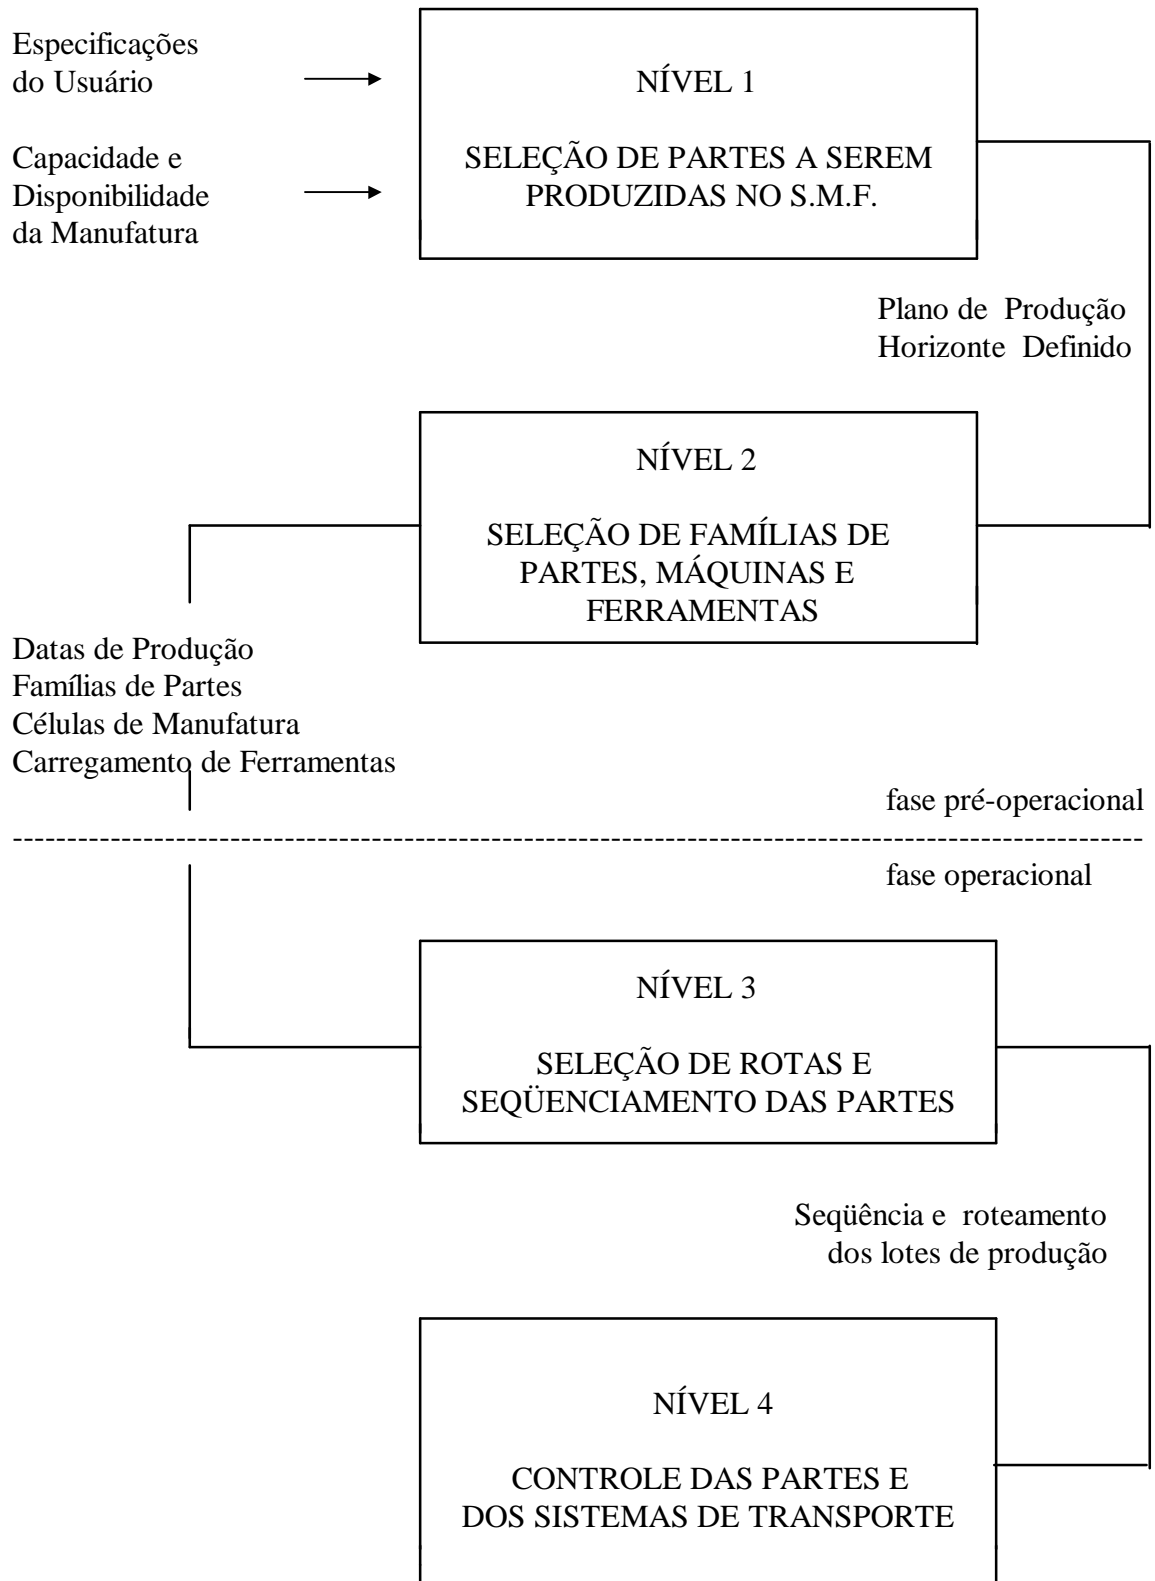 Especificações
do Usuário
NÍVEL 1
Capacidade e
Disponibilidade
da Manufatura
SELEÇÃO DE PARTES A SEREM
PRODUZIDAS NO S.M.F.
Plano de Produção
Horizonte Definido
NÍVEL 2
SELEÇÃO DE FAMÍLIAS DE
PARTES, MÁQUINAS E
FERRAMENTAS
Datas de Produção
Famílias de Partes
Células de Manufatura
Carregamento de Ferramentas
fase pré-operacional
fase operacional
NÍVEL 3
SELEÇÃO DE ROTAS E
SEQÜENCIAMENTO DAS PARTES
Seqüência e roteamento
dos lotes de produção
NÍVEL 4
CONTROLE DAS PARTES E
DOS SISTEMAS DE TRANSPORTE